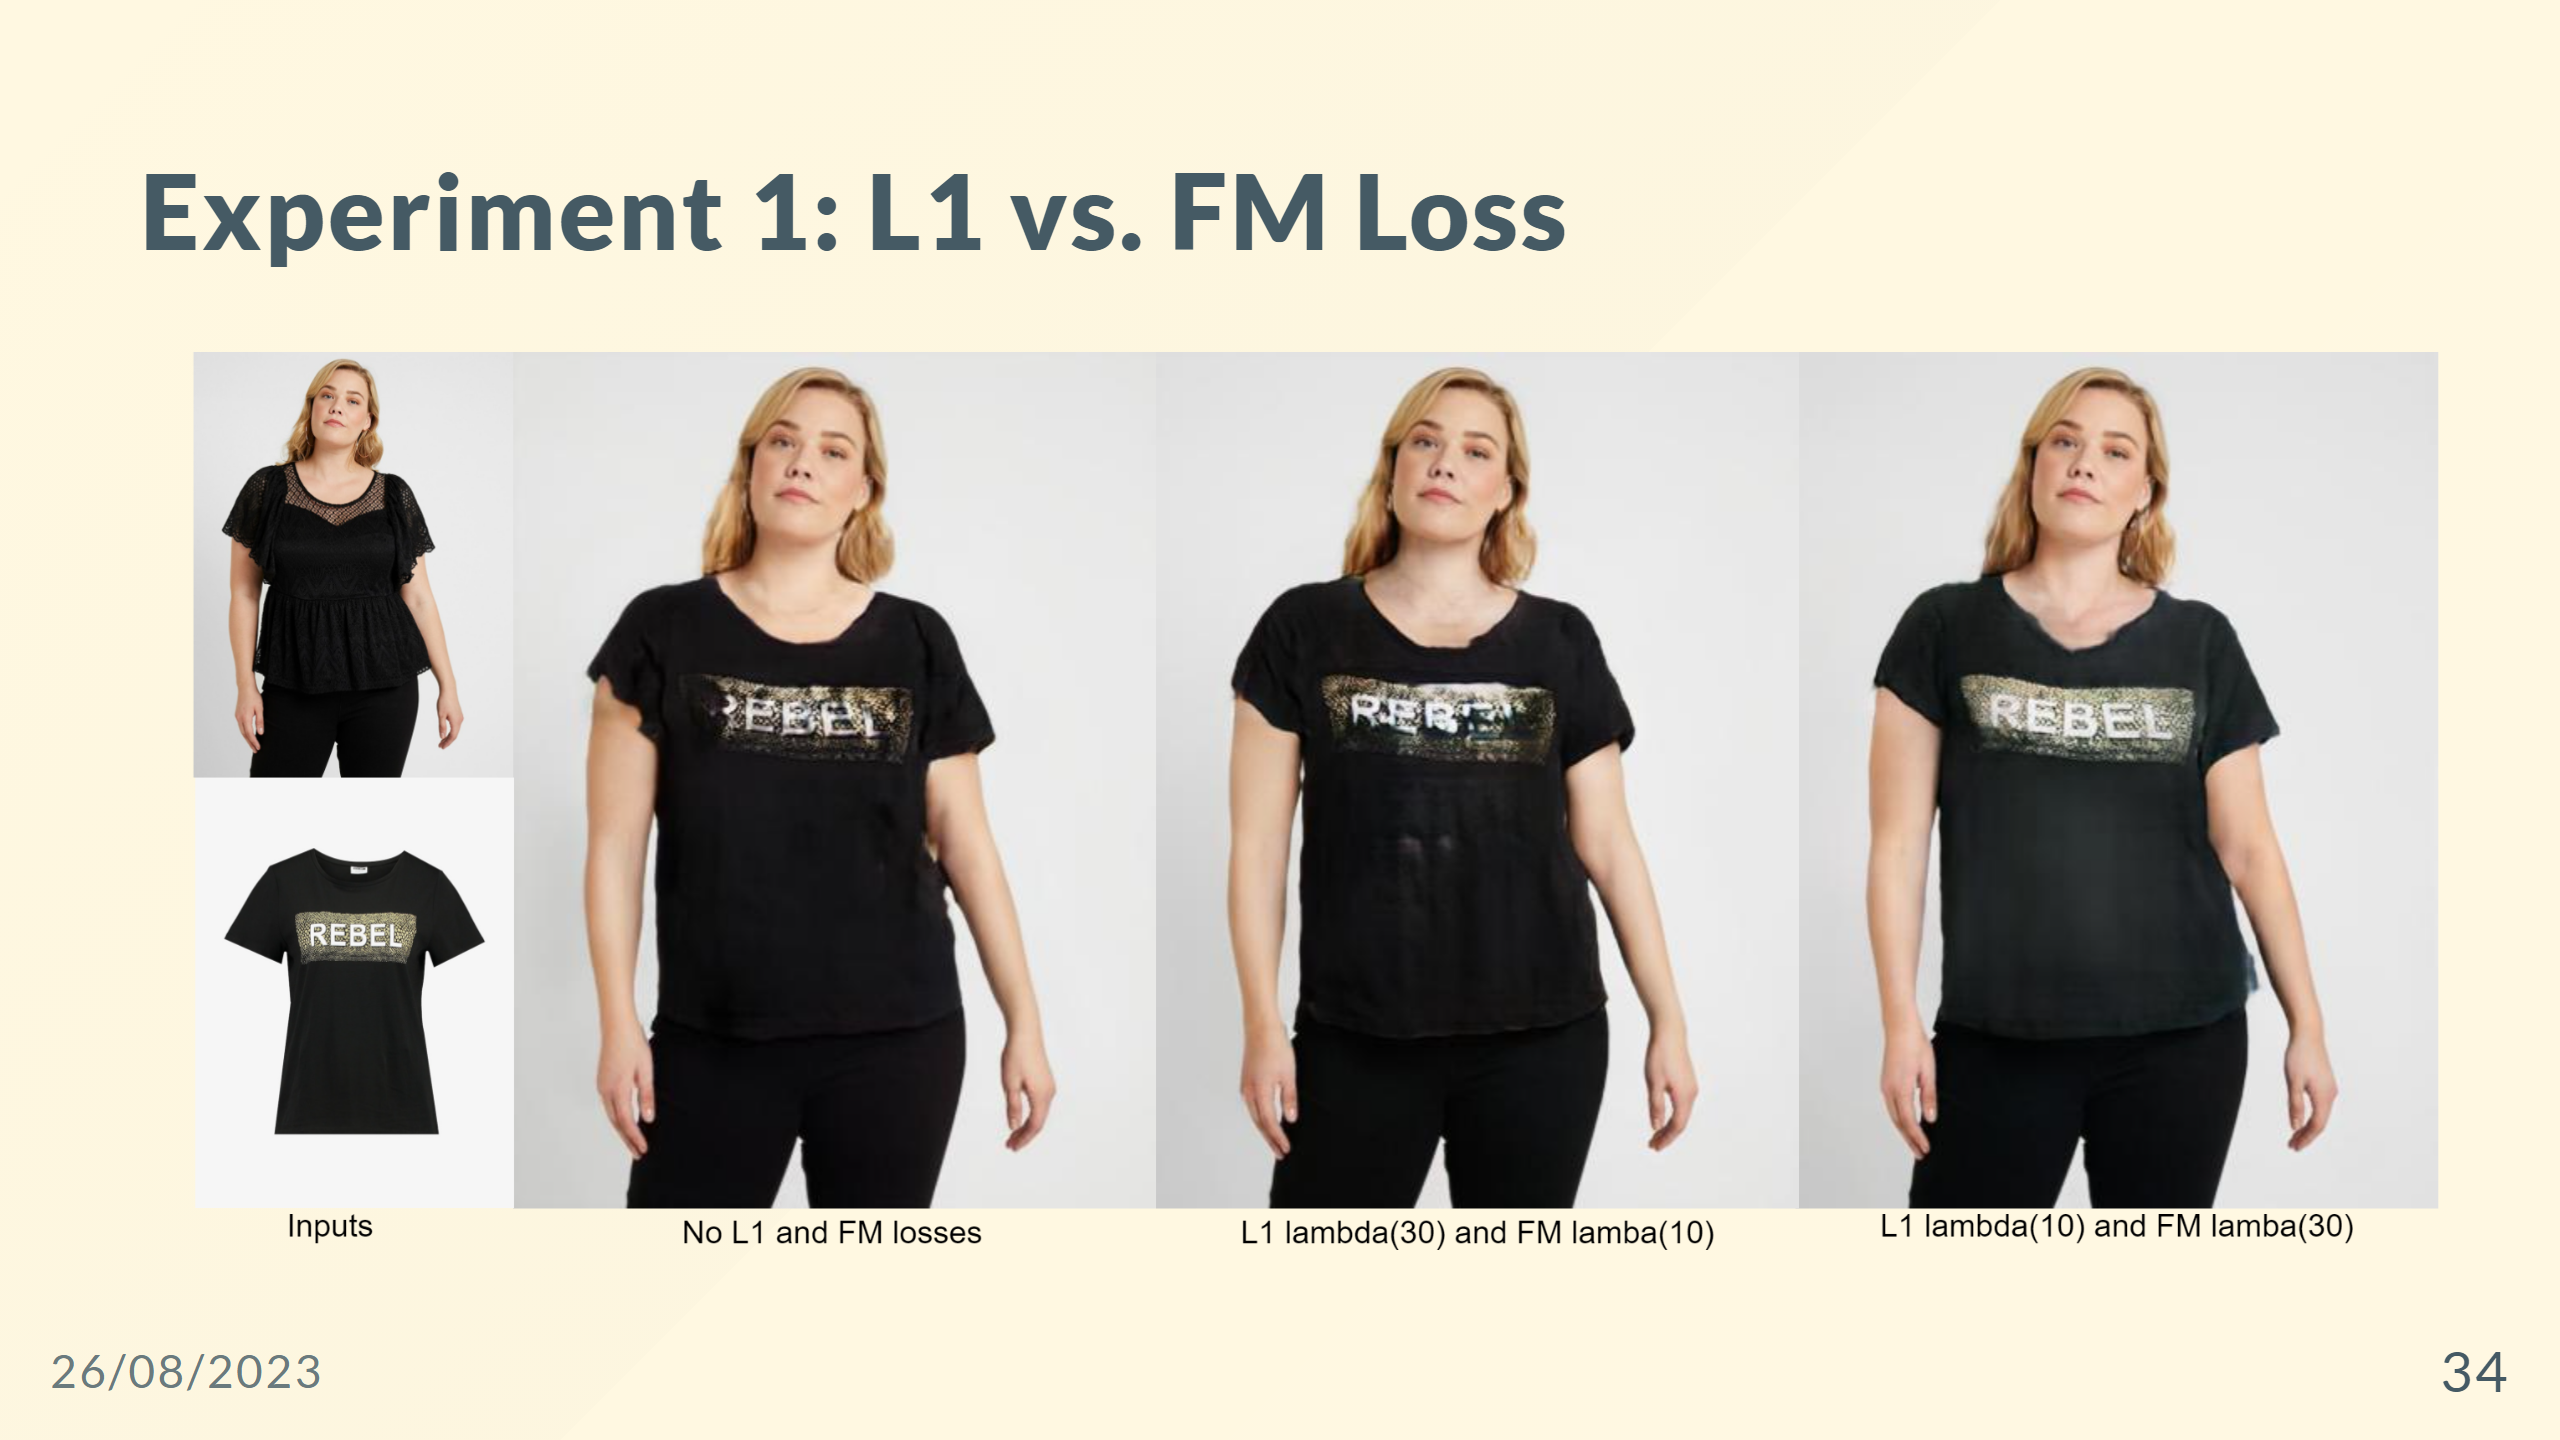 Experiment 1: L1 vs. FM Loss
REBEL
REBEL
REBEL
Inputs
No L1 and FM losses
L1 lambda(30) and FM lamba(10)
L1 lambda(10) and FM lamba(30)
26/08/2023
34